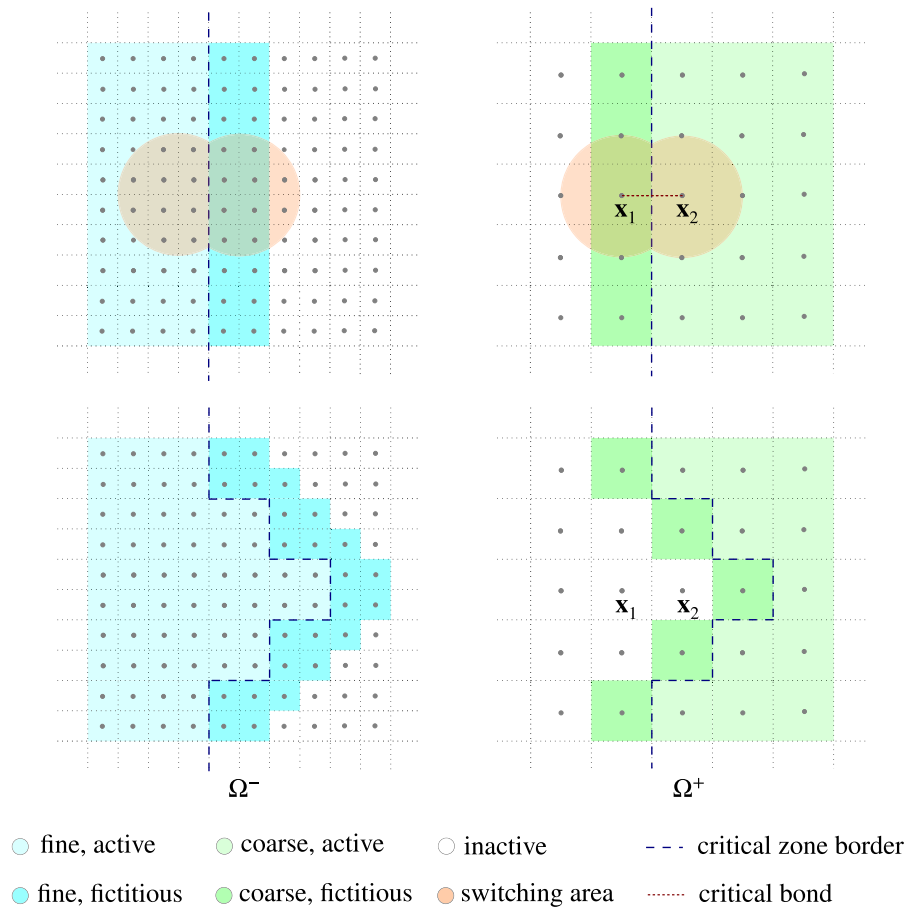 x₁ x₂
x₁ x₂
Ω⁻ Ω⁺
fine, active coarse, active inactive critical zone border
fine, fictitious coarse, fictitious switching area critical bond